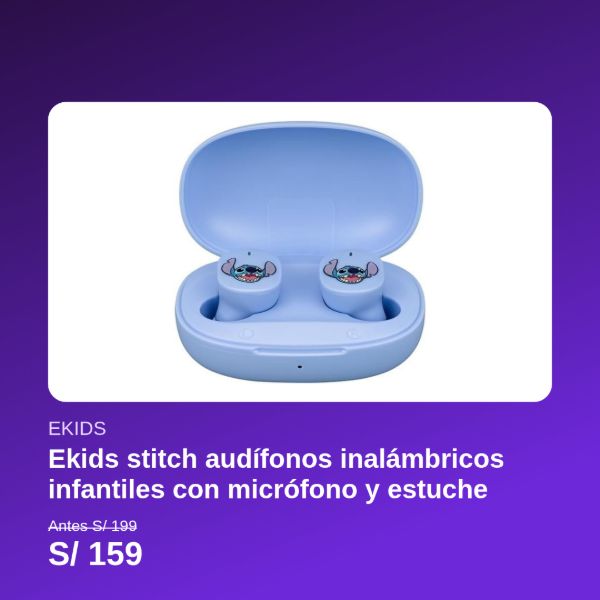 EKIDS
Ekids stitch audífonos inalámbricos
infantiles con micrófono y estuche
Antes S/ 199
S/ 159